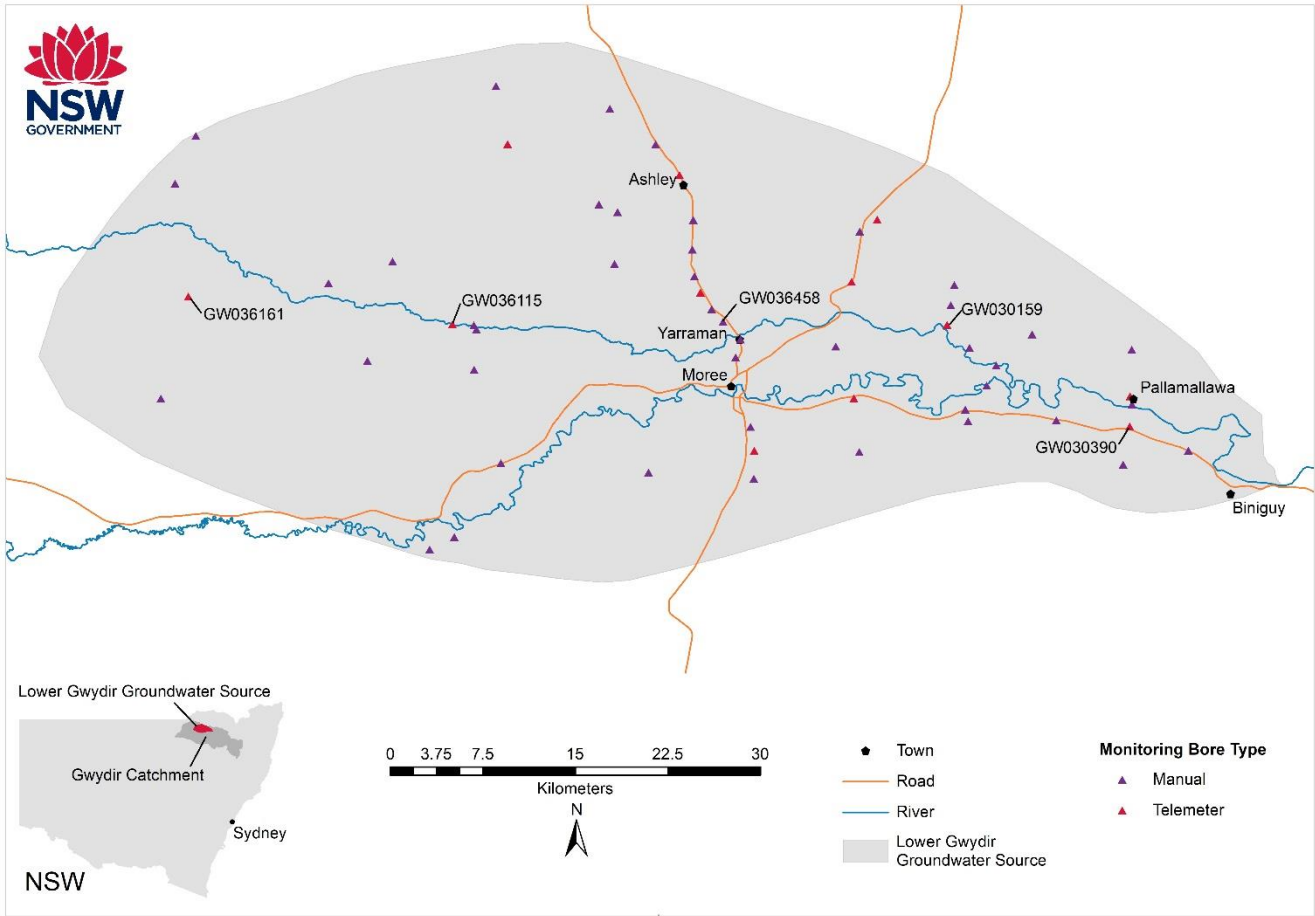 NSW
GOVERNMENT
Ashley
GW036161
GW036115
GW036458
GW030159
Yarraman
Moree
Pallamallawa
GW030390
Biniguy
Lower Gwydir Groundwater Source
Gwydir Catchment
Sydney
NSW
0 3.75 7.5 15 22.5 30
Kilometers
N
Town
Road
River
Lower Gwydir
Groundwater Source
Monitoring Bore Type
Manual
Telemeter